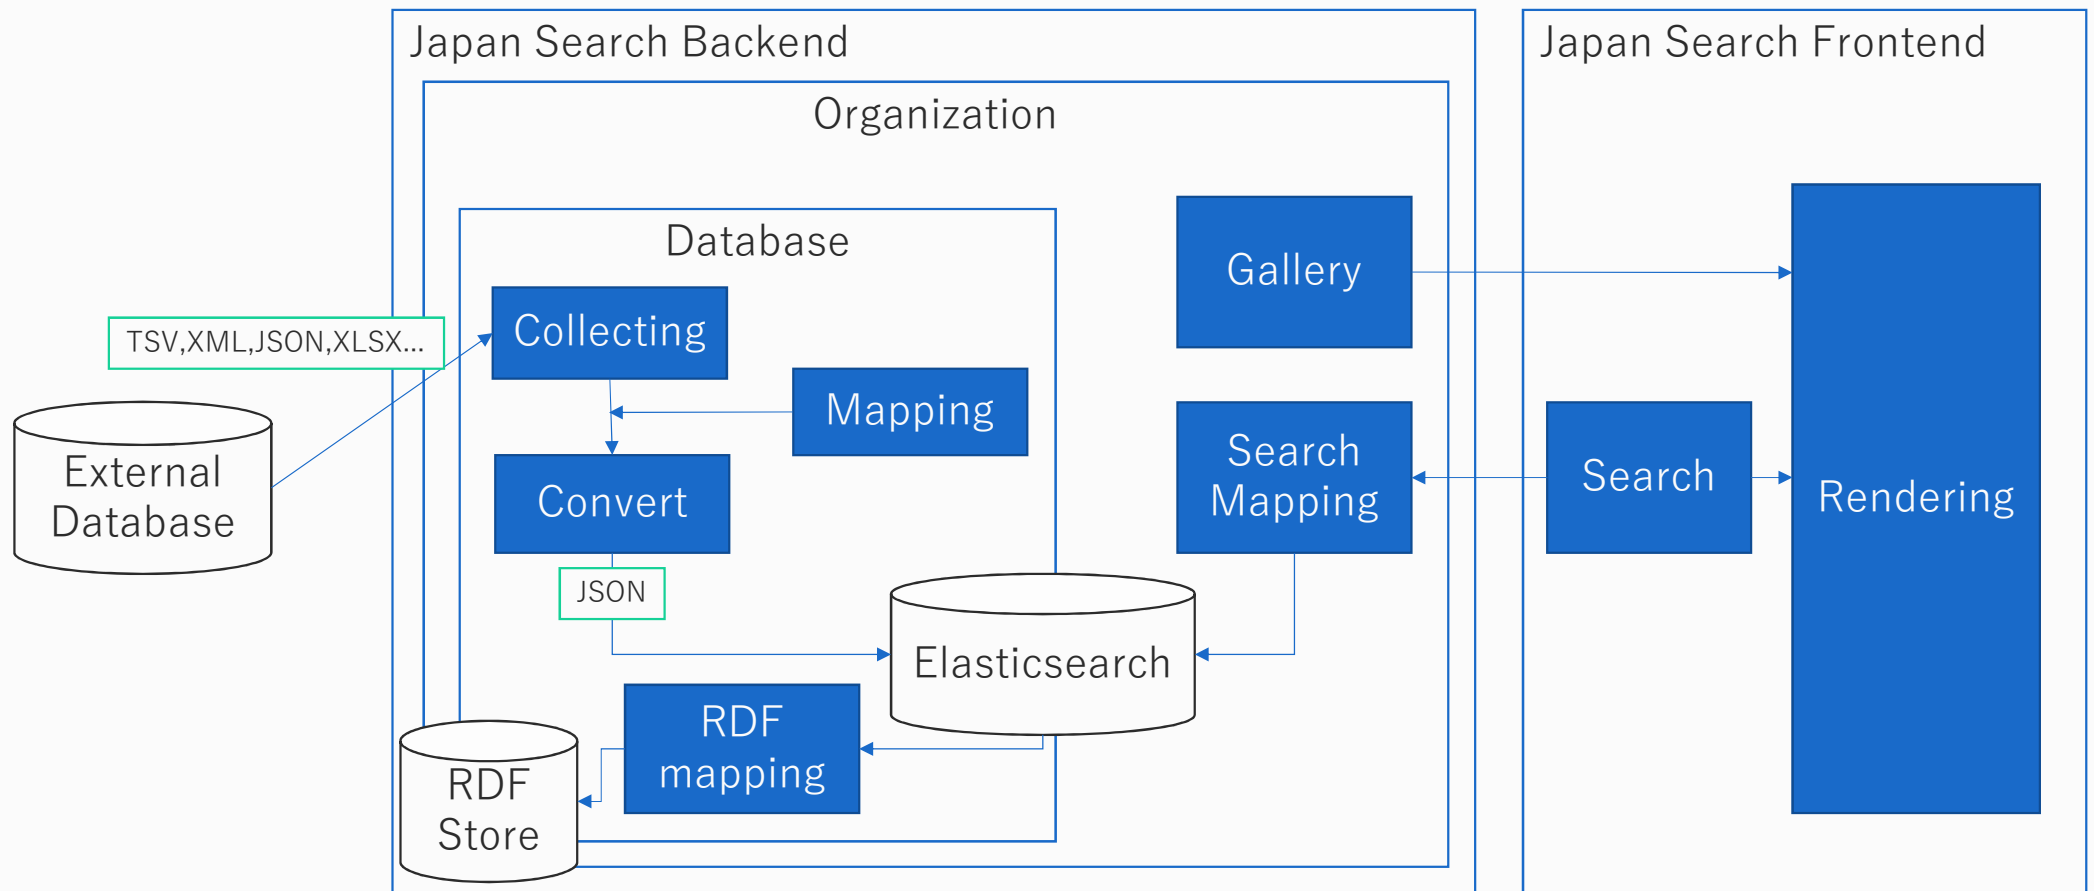 Japan Search Backend
Japan Search Frontend
Organization
Database
Gallery
Collecting
TSV,XML,JSON,XLSX...
Mapping
Search
Mapping
Search
Rendering
External
Database
Convert
JSON
Elasticsearch
RDF
mapping
RDF
Store